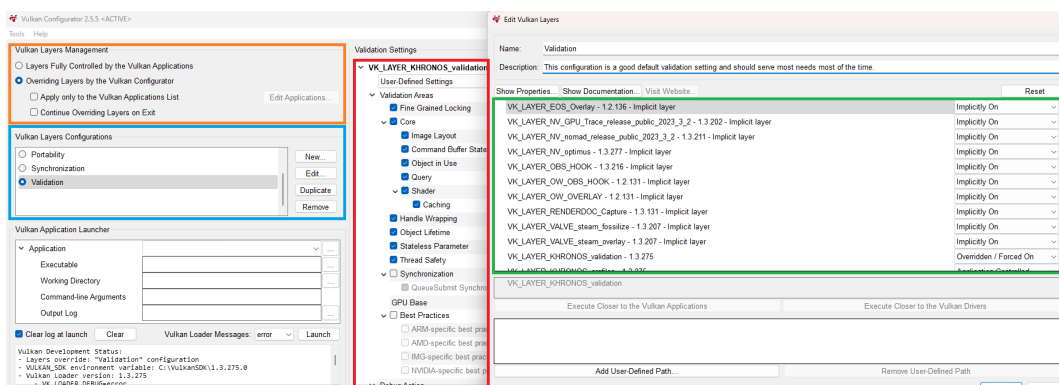 Vulkan Configurator 2.5.5 <ACTIVE>
Tools Help
Vulkan Layers Management
Layers Fully Controlled by the Vulkan Applications
Overriding Layers by the Vulkan Configurator
Apply only to the Vulkan Applications List
Edit Applications...
Continue Overriding Layers on Exit
Vulkan Layers Configurations
Portability
Synchronization
Validation
New...
Edit...
Duplicate
Remove
Vulkan Application Launcher
Application
...
Executable
...
Working Directory
...
Command-line Arguments
Output Log
...
Clear log at launch
Clear
Vulkan Loader Messages:
error
Launch
Vulkan Development Status:
- Layers override: "Validation" configuration
- VULKAN_SDK environment variable: C:\VulkanSDK\1.3.275.0
- Vulkan Loader version: 1.3.275
- VK_LOADER_DEBUG=error
Validation Settings
VK_LAYER_KHRONOS_validation
User-Defined Settings
Validation Areas
Fine Grained Locking
Core
Image Layout
Command Buffer State
Object in Use
Query
Shader
Caching
Handle Wrapping
Object Lifetime
Stateless Parameter
Thread Safety
Synchronization
QueueSubmit Synchro
GPU Base
Best Practices
ARM-specific best prac
AMD-specific best prac
IMG-specific best prac
NVIDIA-specific best p
Debug Action
Edit Vulkan Layers
Name: Validation
Description: This configuration is a good default validation setting and should serve most needs most of the time.
Show Properties... Show Documentation... Visit Website... Reset
VK_LAYER_EOS_Overlay - 1.2.136 - Implicit layer Implicitly On
VK_LAYER_NV_GPU_Trace_release_public_2023_3_2 - 1.3.202 - Implicit layer Implicitly On
VK_LAYER_NV_nomad_release_public_2023_3_2 - 1.3.211 - Implicit layer Implicitly On
VK_LAYER_NV_optimus - 1.3.277 - Implicit layer Implicitly On
VK_LAYER_OBS_HOOK - 1.3.216 - Implicit layer Implicitly On
VK_LAYER_OW_OBS_HOOK - 1.2.131 - Implicit layer Implicitly On
VK_LAYER_OW_OVERLAY - 1.2.131 - Implicit layer Implicitly On
VK_LAYER_RENDERDOC_Capture - 1.3.131 - Implicit layer Implicitly On
VK_LAYER_VALVE_steam_fossilize - 1.3.207 - Implicit layer Implicitly On
VK_LAYER_VALVE_steam_overlay - 1.3.207 - Implicit layer Implicitly On
VK_LAYER_KHRONOS_validation - 1.3.275 Overridden / Forced On
VK_LAYER_KHRONOS_profiles - 1.3.275 Application Controlled
VK_LAYER_KHRONOS_validation
Execute Closer to the Vulkan Applications
Execute Closer to the Vulkan Drivers
Add User-Defined Path...
Remove User-Defined Path